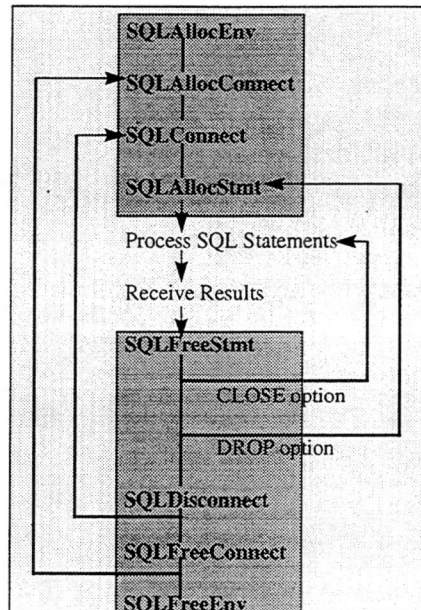 SQLAllocEnv
SQLAllocConnect
SQLConnect
SQLAllocStmt
Process SQL Statements
Receive Results
SQLFreeStmt
CLOSE option
DROP option
SQLDisconnect
SQLFreeConnect
SQLFreeEnv